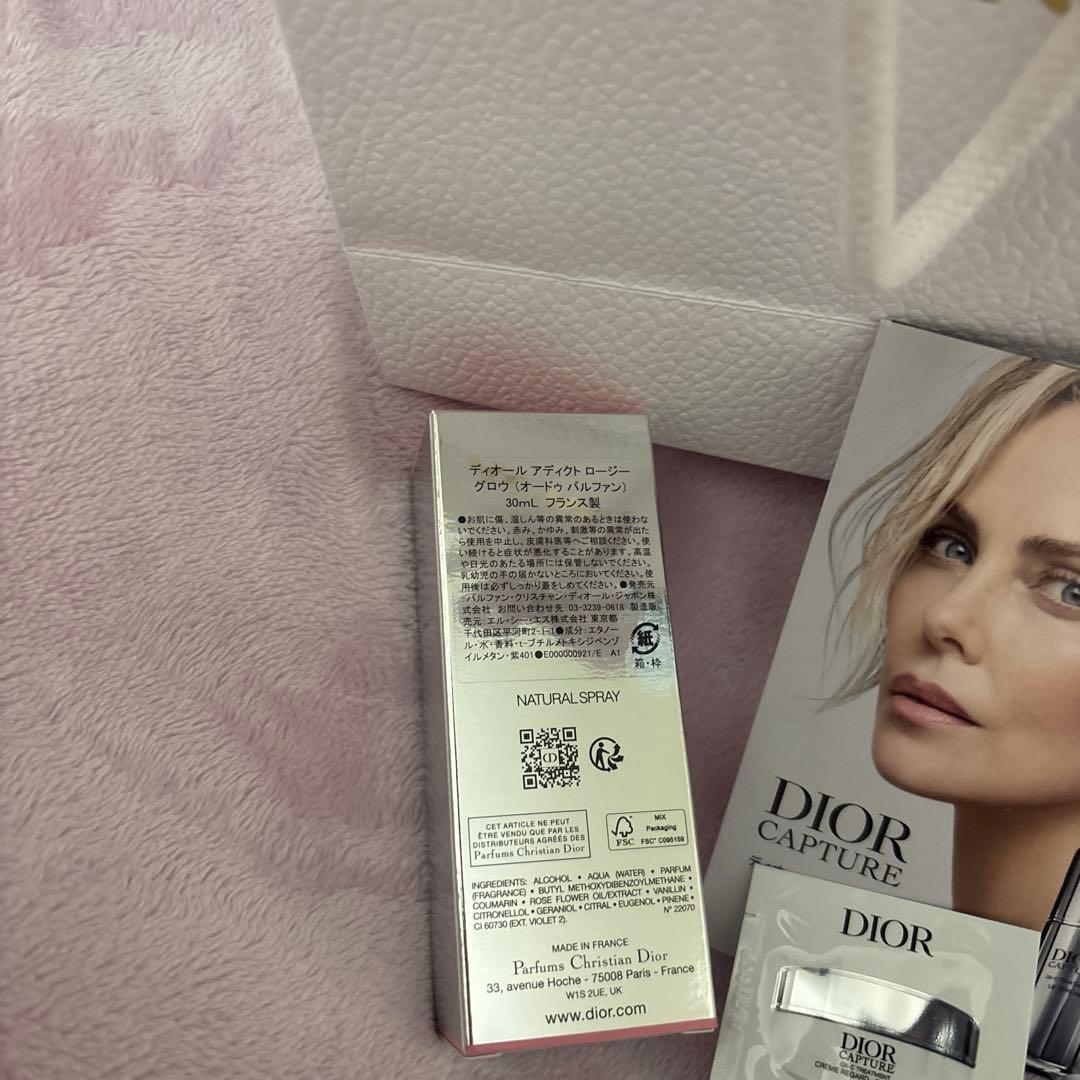 ディオール アディクト ロージー
グロウ（オードゥ パルファン）
30mL フランス製
●お肌に傷、湿しん等の異常のあるときは使わな
いでください。赤み、かゆみ、刺激等の異常が出た
ら使用を中止し、皮膚科医等へご相談ください。使
い続けると症状が悪化することがあります。高温
や日光のあたる場所には保管しないでください。
乳幼児の手の届かないところにおいてください。使
用後は必ずしっかり蓋をしめてください。●発売元
:パルファン・クリスチャン・ディオール・ジャポン株
式会社 お問い合わせ先:03-3239-0618 製造販
売元:エル・シー・エス株式会社 東京都
千代田区平河町2-1-1●成分:エタノー
ル・水・香料・t-ブチルメトキシジベンゾ
イルメタン・紫401●E000000921/E A1
紙
箱・枠
NATURAL SPRAY
CD
CET ARTICLE NE PEUT
ÊTRE VENDU QUE PAR LES
DISTRIBUTEURS AGRÉÉS DES
Parfums Christian Dior
FSC
MIX
Packaging
FSC® C095159
INGREDIENTS: ALCOHOL • AQUA (WATER) • PARFUM
(FRAGRANCE) • BUTYL METHOXYDIBENZOYLMETHANE •
COUMARIN • ROSE FLOWER OIL/EXTRACT • VANILLIN •
CITRONELLOL • GERANIOL • CITRAL • EUGENOL • PINENE •
CI 60730 (EXT. VIOLET 2). N° 22070
MADE IN FRANCE
Parfums Christian Dior
33, avenue Hoche - 75008 Paris - France
W1S 2UE, UK
www.dior.com
DIOR
CAPTURE
DIOR
DIOR
CAPTURE
CRÈME REGARD